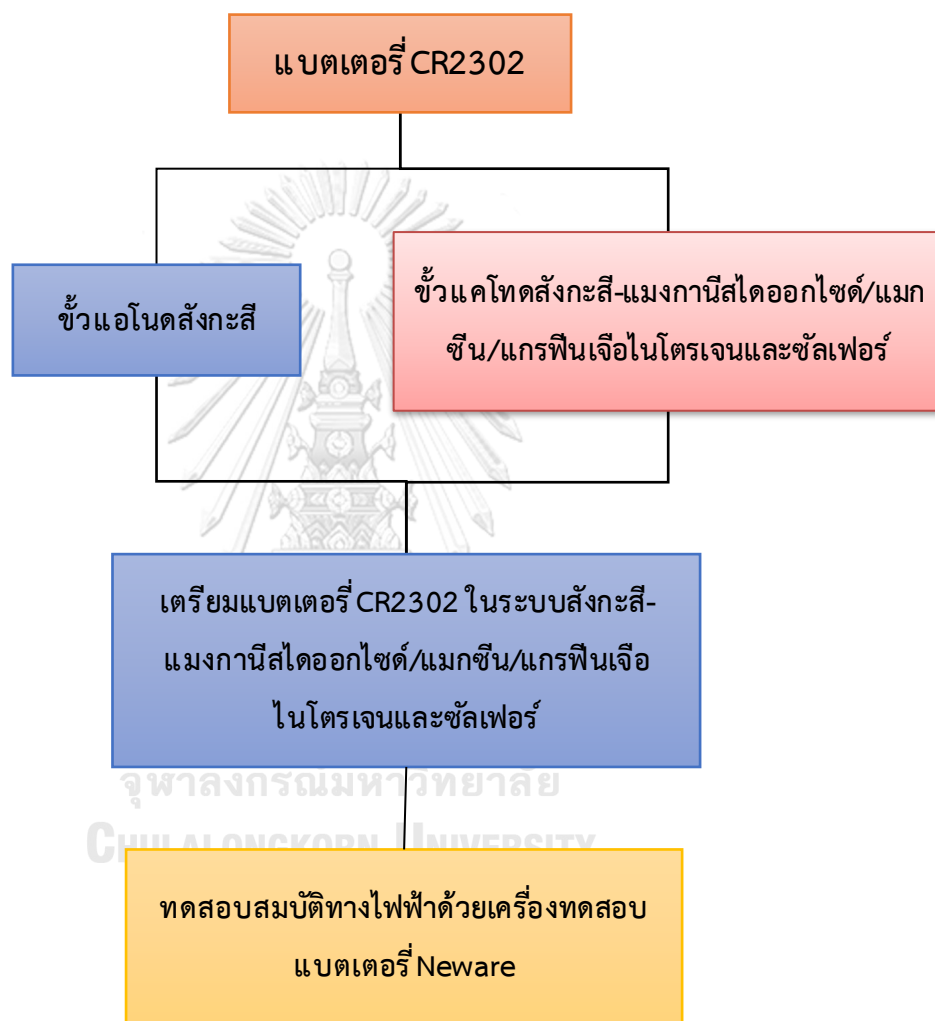 แบตเตอรี่ CR2302
ขั้วแอโนดสังกะสี
ขั้วแคโทดสังกะสี-แมงกานีสไดออกไซด์/แมก
ซีน/แกรฟีนเจือไนโตรเจนและซัลเฟอร์
เตรียมแบตเตอรี่ CR2302 ในระบบสังกะสี-
แมงกานีสไดออกไซด์/แมกซีน/แกรฟีนเจือ
ไนโตรเจนและซัลเฟอร์
จุฬาลงกรณ์มหาวิทยาลัย
CHULALONGKORN UNIVERSITY
ทดสอบสมบัติทางไฟฟ้าด้วยเครื่องทดสอบ
แบตเตอรี่ Neware